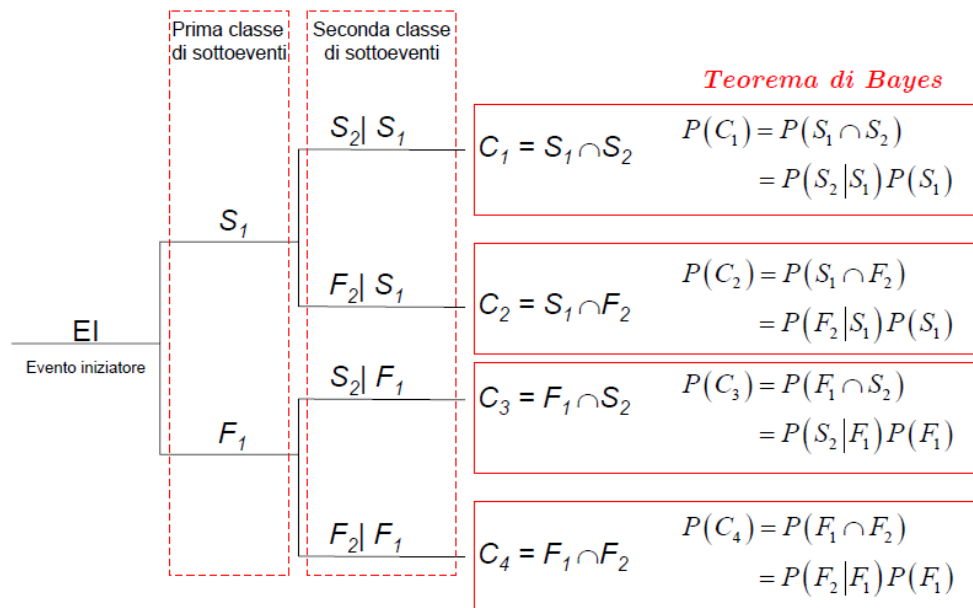 Prima classe
di sottoeventi
Seconda classe
di sottoeventi
Teorema di Bayes
EI
Evento iniziatore
S₁
F₁
S₂| S₁
F₂| S₁
S₂| F₁
F₂| F₁
C₁ = S₁∩S₂
P(C₁) = P(S₁ ∩ S₂)
= P(S₂|S₁)P(S₁)
C₂ = S₁∩F₂
P(C₂) = P(S₁ ∩ F₂)
= P(F₂|S₁)P(S₁)
C₃ = F₁∩S₂
P(C₃) = P(F₁ ∩ S₂)
= P(S₂|F₁)P(F₁)
C₄ = F₁∩F₂
P(C₄) = P(F₁ ∩ F₂)
= P(F₂|F₁)P(F₁)